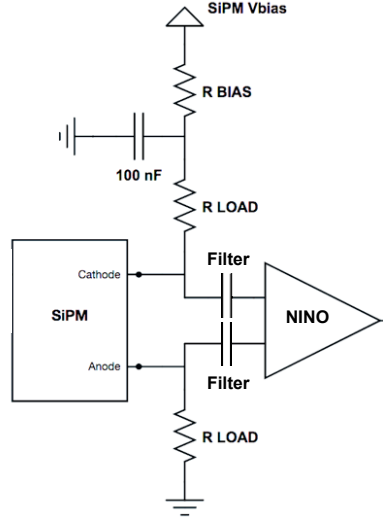 SiPM Vbias
R BIAS
100 nF
R LOAD
Filter
Cathode
SiPM
NINO
Anode
Filter
R LOAD